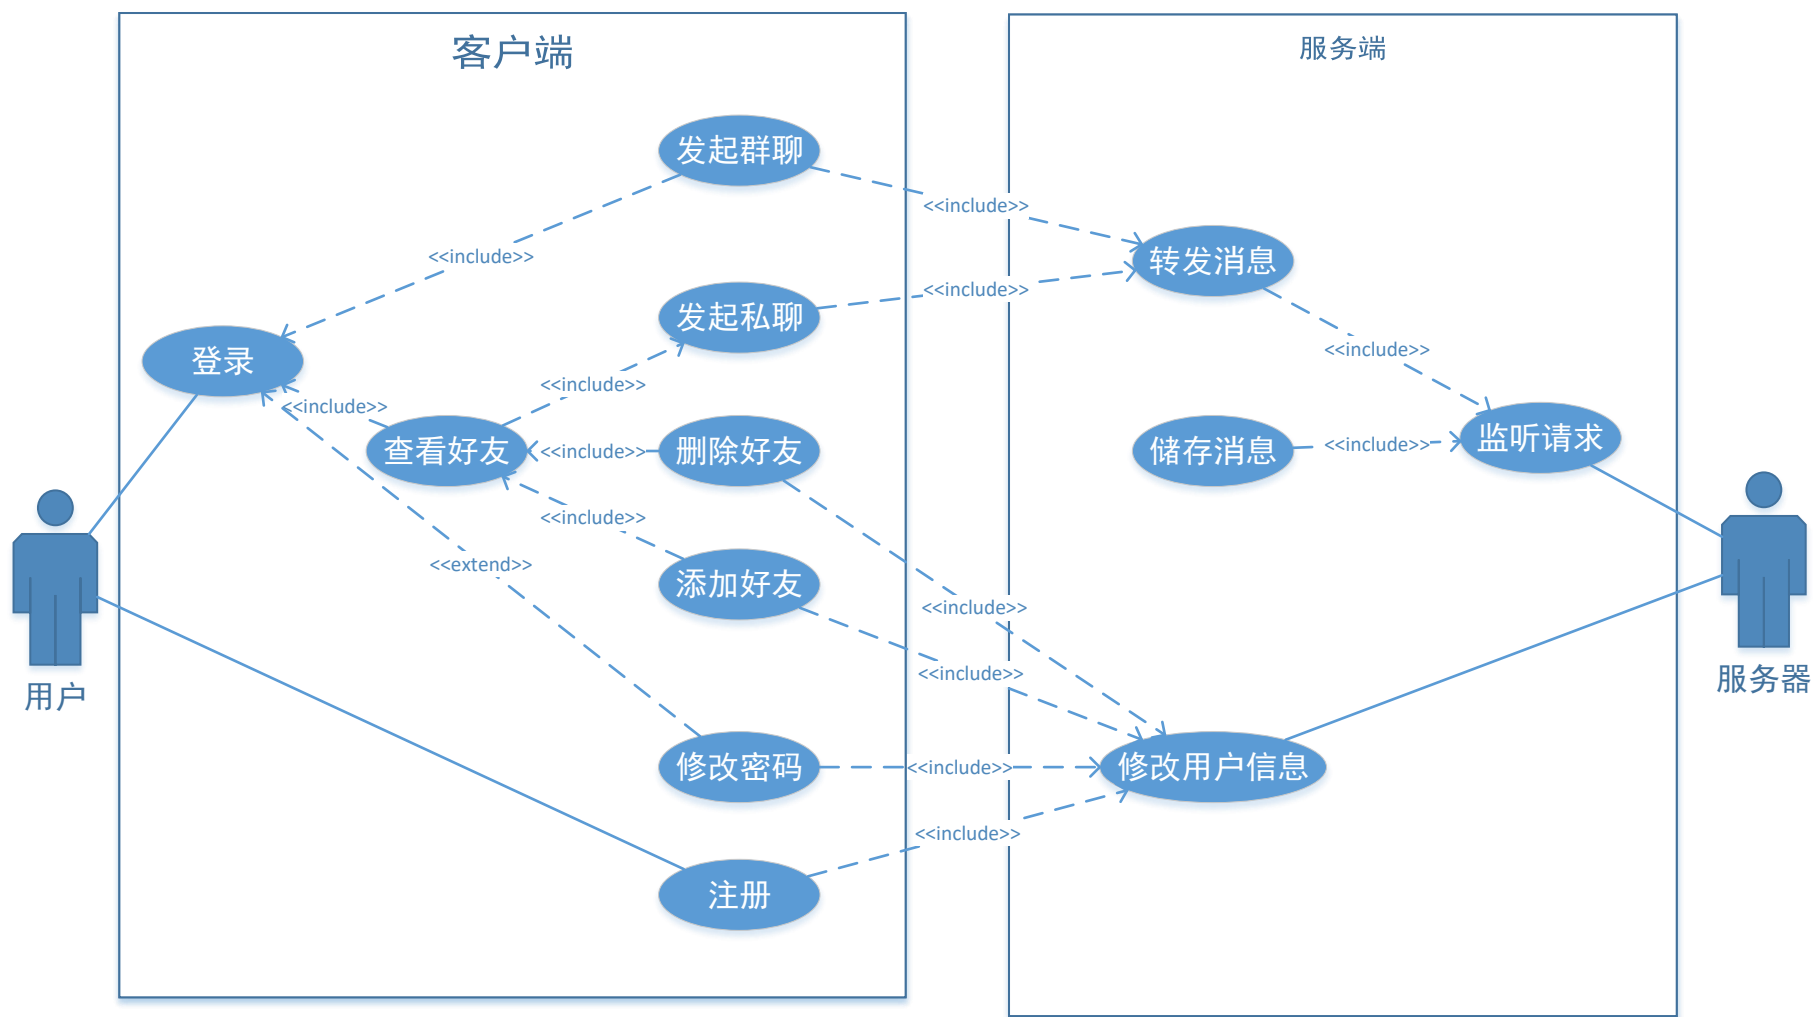 客户端
服务端
发起群聊
<<include>>
<<include>>
转发消息
<<include>>
发起私聊
<<include>>
<<include>>
登录
<<include>>
<<include>>
查看好友
<<include>>
删除好友
储存消息
<<include>>
监听请求
<<include>>
<<extend>>
添加好友
<<include>>
<<include>>
用户
服务器
修改密码
<<include>>
修改用户信息
<<include>>
注册